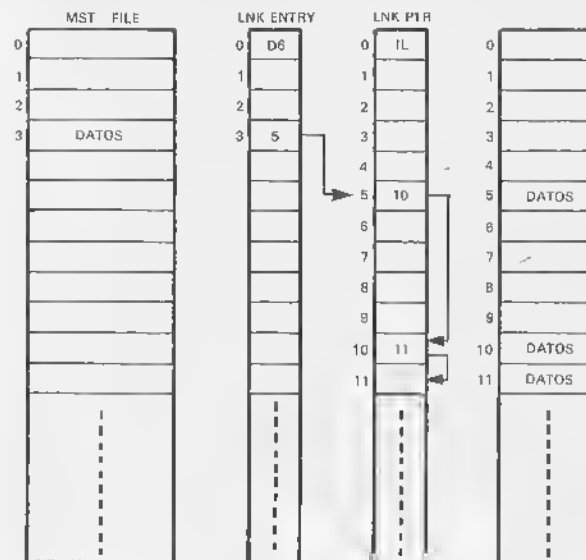 MST FILE LNK ENTRY LNK PTR
0 0 D6 0 IL 0
1 1 1 1
2 2 2 2
3 DATOS 3 5 3 3
4 4
5 10 5 DATOS
6 6
7 7
8 8
9 9
10 11 10 DATOS
11 11 DATOS